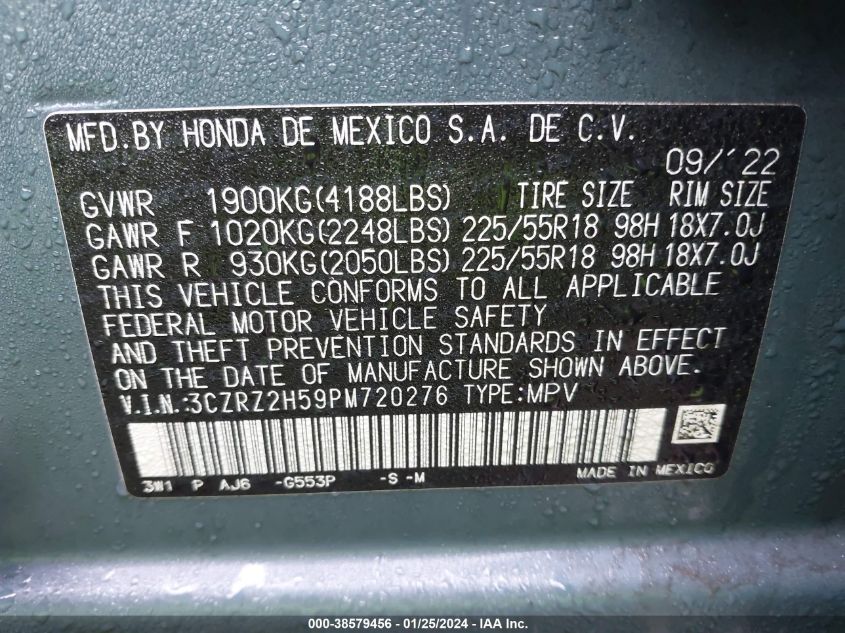 MFD.BY HONDA DE MEXICO S.A. DE C.V.
09/'22
GVWR 1900KG(4188LBS) TIRE SIZE RIM SIZE
GAWR F 1020KG(2248LBS) 225/55R18 98H 18X7.0J
GAWR R 930KG(2050LBS) 225/55R18 98H 18X7.0J
THIS VEHICLE CONFORMS TO ALL APPLICABLE
FEDERAL MOTOR VEHICLE SAFETY
AND THEFT PREVENTION STANDARDS IN EFFECT
ON THE DATE OF MANUFACTURE SHOWN ABOVE.
V.I.N.:3CZRZ2H59PM720276 TYPE:MPV
3W1 P AJ6 -G553P -S -M MADE IN MEXICO
000-38579456 - 01/25/2024 - IAA Inc.